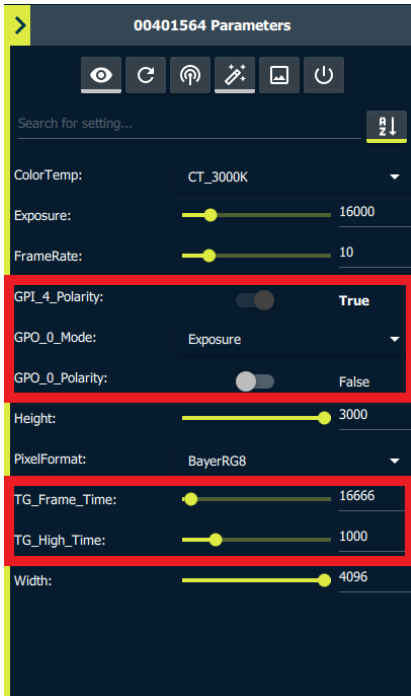 00401564 Parameters
Search for setting...
ColorTemp: CT_3000K
Exposure: 16000
FrameRate: 10
GPI_4_Polarity: True
GPO_0_Mode: Exposure
GPO_0_Polarity: False
Height: 3000
PixelFormat: BayerRG8
TG_Frame_Time: 16666
TG_High_Time: 1000
Width: 4096